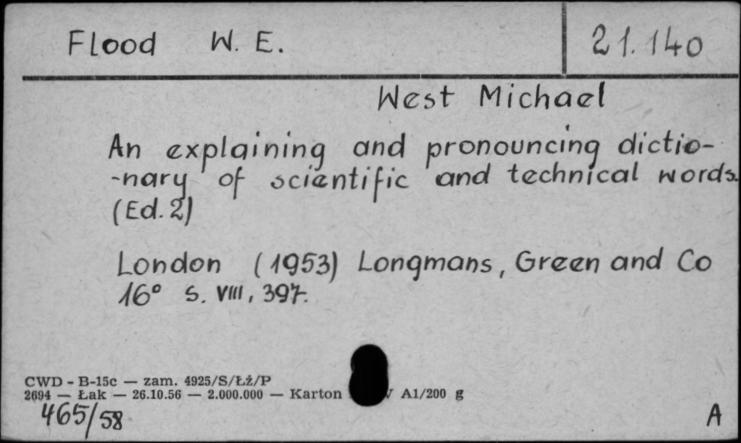 Flood W. E.
21.140
West Michael
An explaining and pronouncing dictio-
-nary of scientific and technical words.
(Ed. 2)
London (1953) Longmans, Green and Co
16° s. VIII, 397.
CWD - B-15c — zam. 4925/S/Łż/P
2694 — Łak — 26.10.56 — 2.000.000 — Karton V A1/200 g
465/58
A